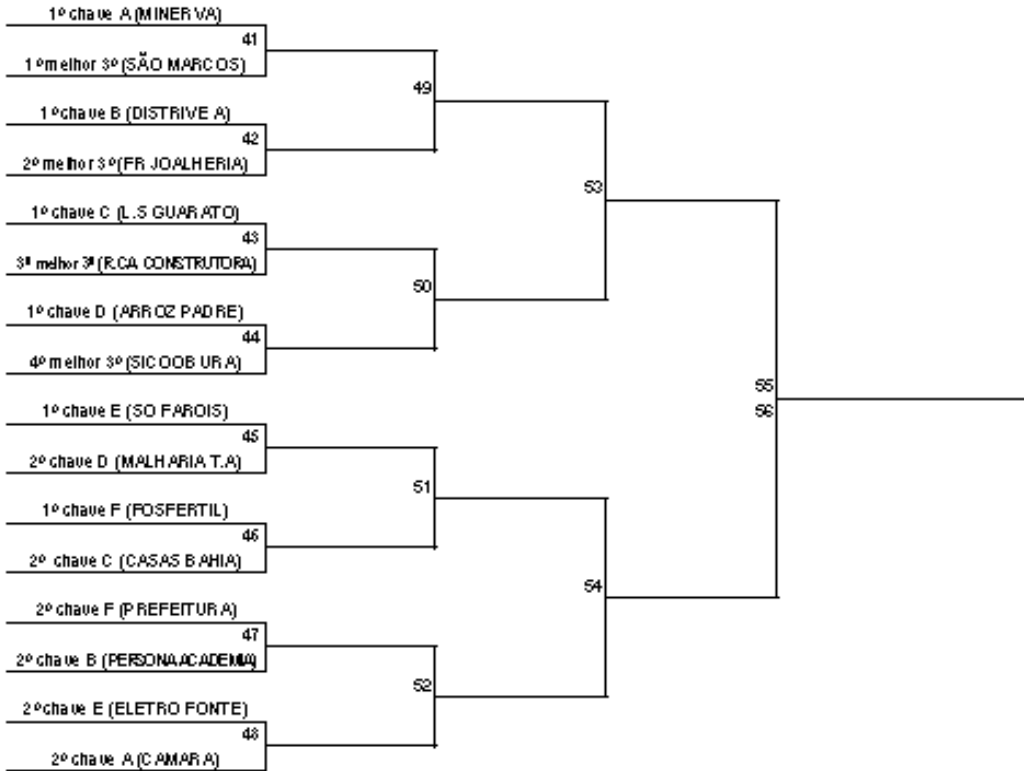 1º chave A (MINERVA)
41
1º melhor 3º (SÃO MARCOS)
49
1º chave B (DISTRIVE A)
42
2º melhor 3º (FR JOALHERIA)
53
1º chave C (L.S GUARATO)
43
3º melhor 3º (R.CA CONSTRUTORA)
50
1º chave D (ARROZ PADRE)
44
4º melhor 3º (SICOOB URA)
55
56
1º chave E (SO FAROIS)
45
2º chave D (MALHARIA T.A)
51
1º chave F (FOSFERTIL)
46
2º chave C (CASAS BAHIA)
54
2º chave F (PREFEITURA)
47
2º chave B (PERSONA ACADEMIA)
52
2º chave E (ELETRO FONTE)
48
2º chave A (CAMARA)